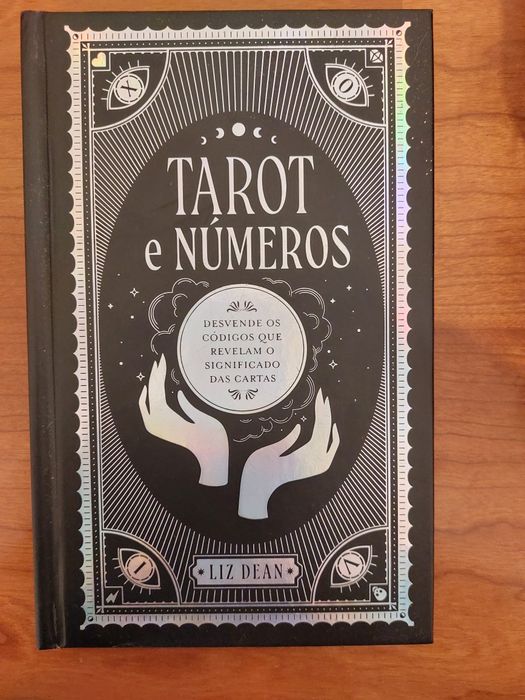 X
O
TAROT
e NÚMEROS
DESVENDE OS
CÓDIGOS QUE
REVELAM O
SIGNIFICADO
DAS CARTAS
I
V
LIZ DEAN